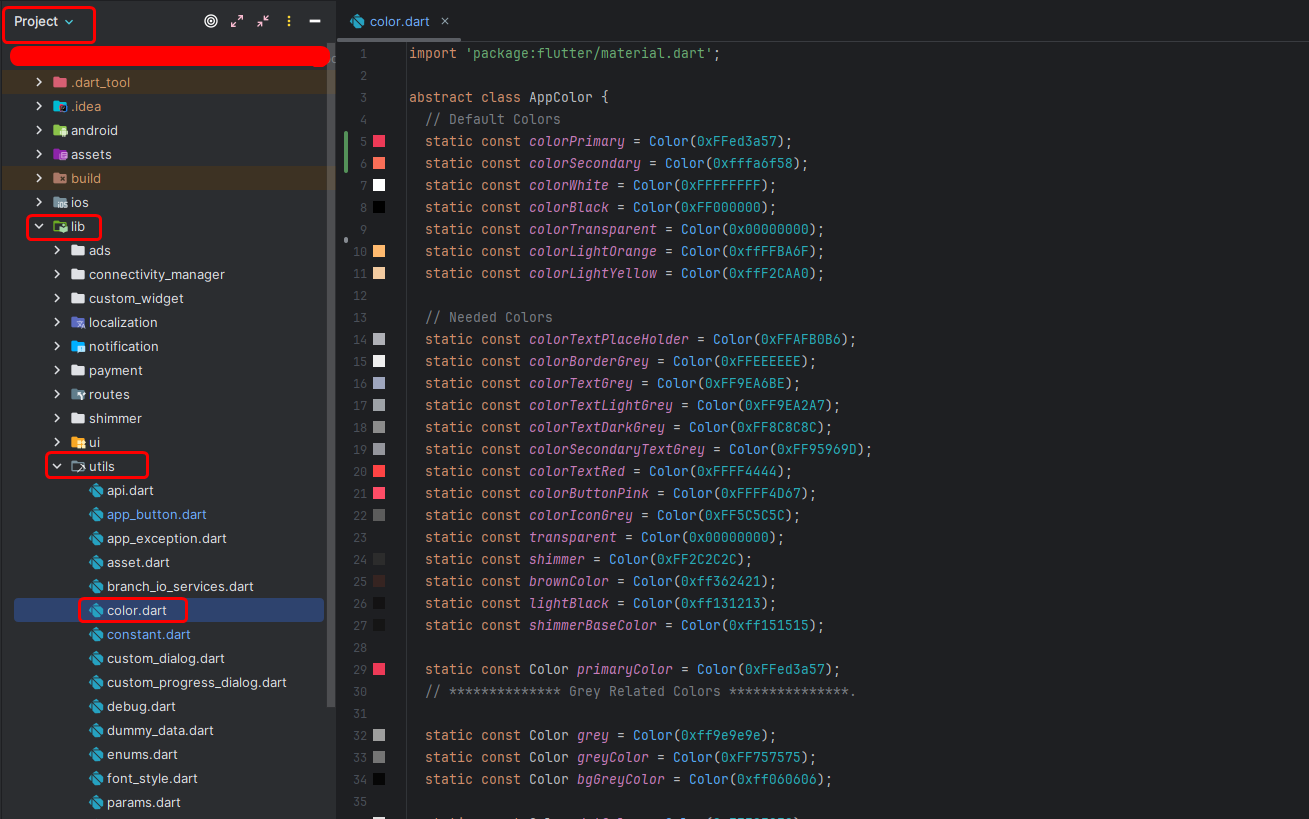 Project
.dart_tool
.idea
android
assets
build
ios
lib
ads
connectivity_manager
custom_widget
localization
notification
payment
routes
shimmer
ui
utils
api.dart
app_button.dart
app_exception.dart
asset.dart
branch_io_services.dart
color.dart
constant.dart
custom_dialog.dart
custom_progress_dialog.dart
debug.dart
dummy_data.dart
enums.dart
font_style.dart
params.dart
color.dart
1 import 'package:flutter/material.dart';
2
3 abstract class AppColor {
4 // Default Colors
5 static const colorPrimary = Color(0xFFed3a57);
6 static const colorSecondary = Color(0xfffa6f58);
7 static const colorWhite = Color(0xFFFFFFFF);
8 static const colorBlack = Color(0xFF000000);
9 static const colorTransparent = Color(0x00000000);
10 static const colorLightOrange = Color(0xffFFBA6F);
11 static const colorLightYellow = Color(0xffF2CAA0);
12
13 // Needed Colors
14 static const colorTextPlaceHolder = Color(0xFFAFB0B6);
15 static const colorBorderGrey = Color(0xFFEEEEEE);
16 static const colorTextGrey = Color(0xFF9EA6BE);
17 static const colorTextLightGrey = Color(0xFF9EA2A7);
18 static const colorTextDarkGrey = Color(0xFF8C8C8C);
19 static const colorSecondaryTextGrey = Color(0xFF95969D);
20 static const colorTextRed = Color(0xFFFF4444);
21 static const colorButtonPink = Color(0xFFFF4D67);
22 static const colorIconGrey = Color(0xFF5C5C5C);
23 static const transparent = Color(0x00000000);
24 static const shimmer = Color(0xFF2C2C2C);
25 static const brownColor = Color(0xff362421);
26 static const lightBlack = Color(0xff131213);
27 static const shimmerBaseColor = Color(0xff151515);
28
29 static const Color primaryColor = Color(0xFFed3a57);
30 // ************** Grey Related Colors ***************.
31
32 static const Color grey = Color(0xff9e9e9e);
33 static const Color greyColor = Color(0xFF757575);
34 static const Color bgGreyColor = Color(0xff060606);
35